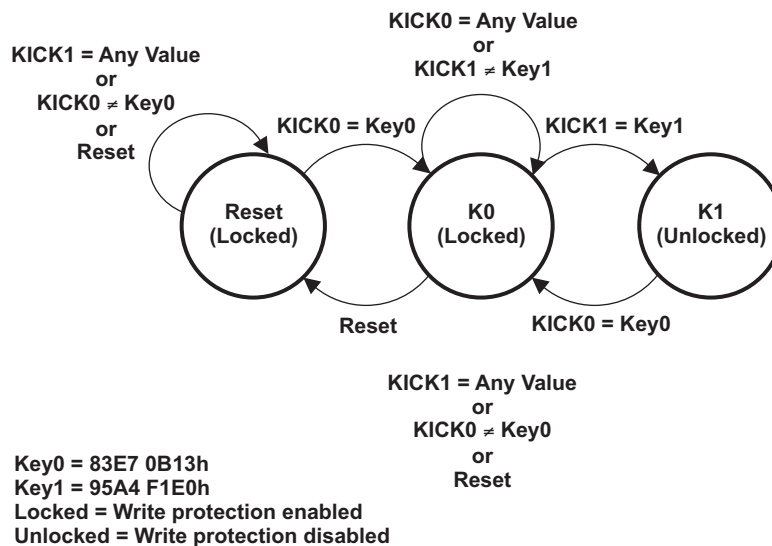 KICK0 = Any Value
or
KICK1 ≠ Key1
KICK1 = Any Value
or
KICK0 ≠ Key0
or
Reset
KICK0 = Key0
KICK1 = Key1
Reset
(Locked)
K0
(Locked)
K1
(Unlocked)
Reset
KICK0 = Key0
KICK1 = Any Value
or
KICK0 ≠ Key0
or
Reset
Key0 = 83E7 0B13h
Key1 = 95A4 F1E0h
Locked = Write protection enabled
Unlocked = Write protection disabled